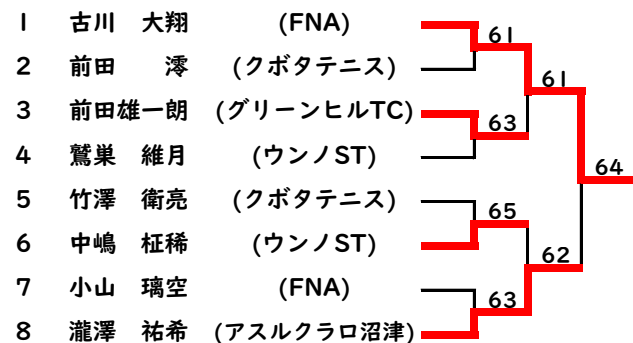 1 古川 大翔 (FNA)
61
2 前田 澪 (クボタテニス)
61
3 前田雄一朗 (グリーンヒルTC)
63
4 鷲巣 維月 (ウンノST)
64
5 竹澤 衛亮 (クボタテニス)
65
6 中嶋 柾稀 (ウンノST)
62
7 小山 璃空 (FNA)
63
8 瀧澤 祐希 (アスルクラロ沼津)